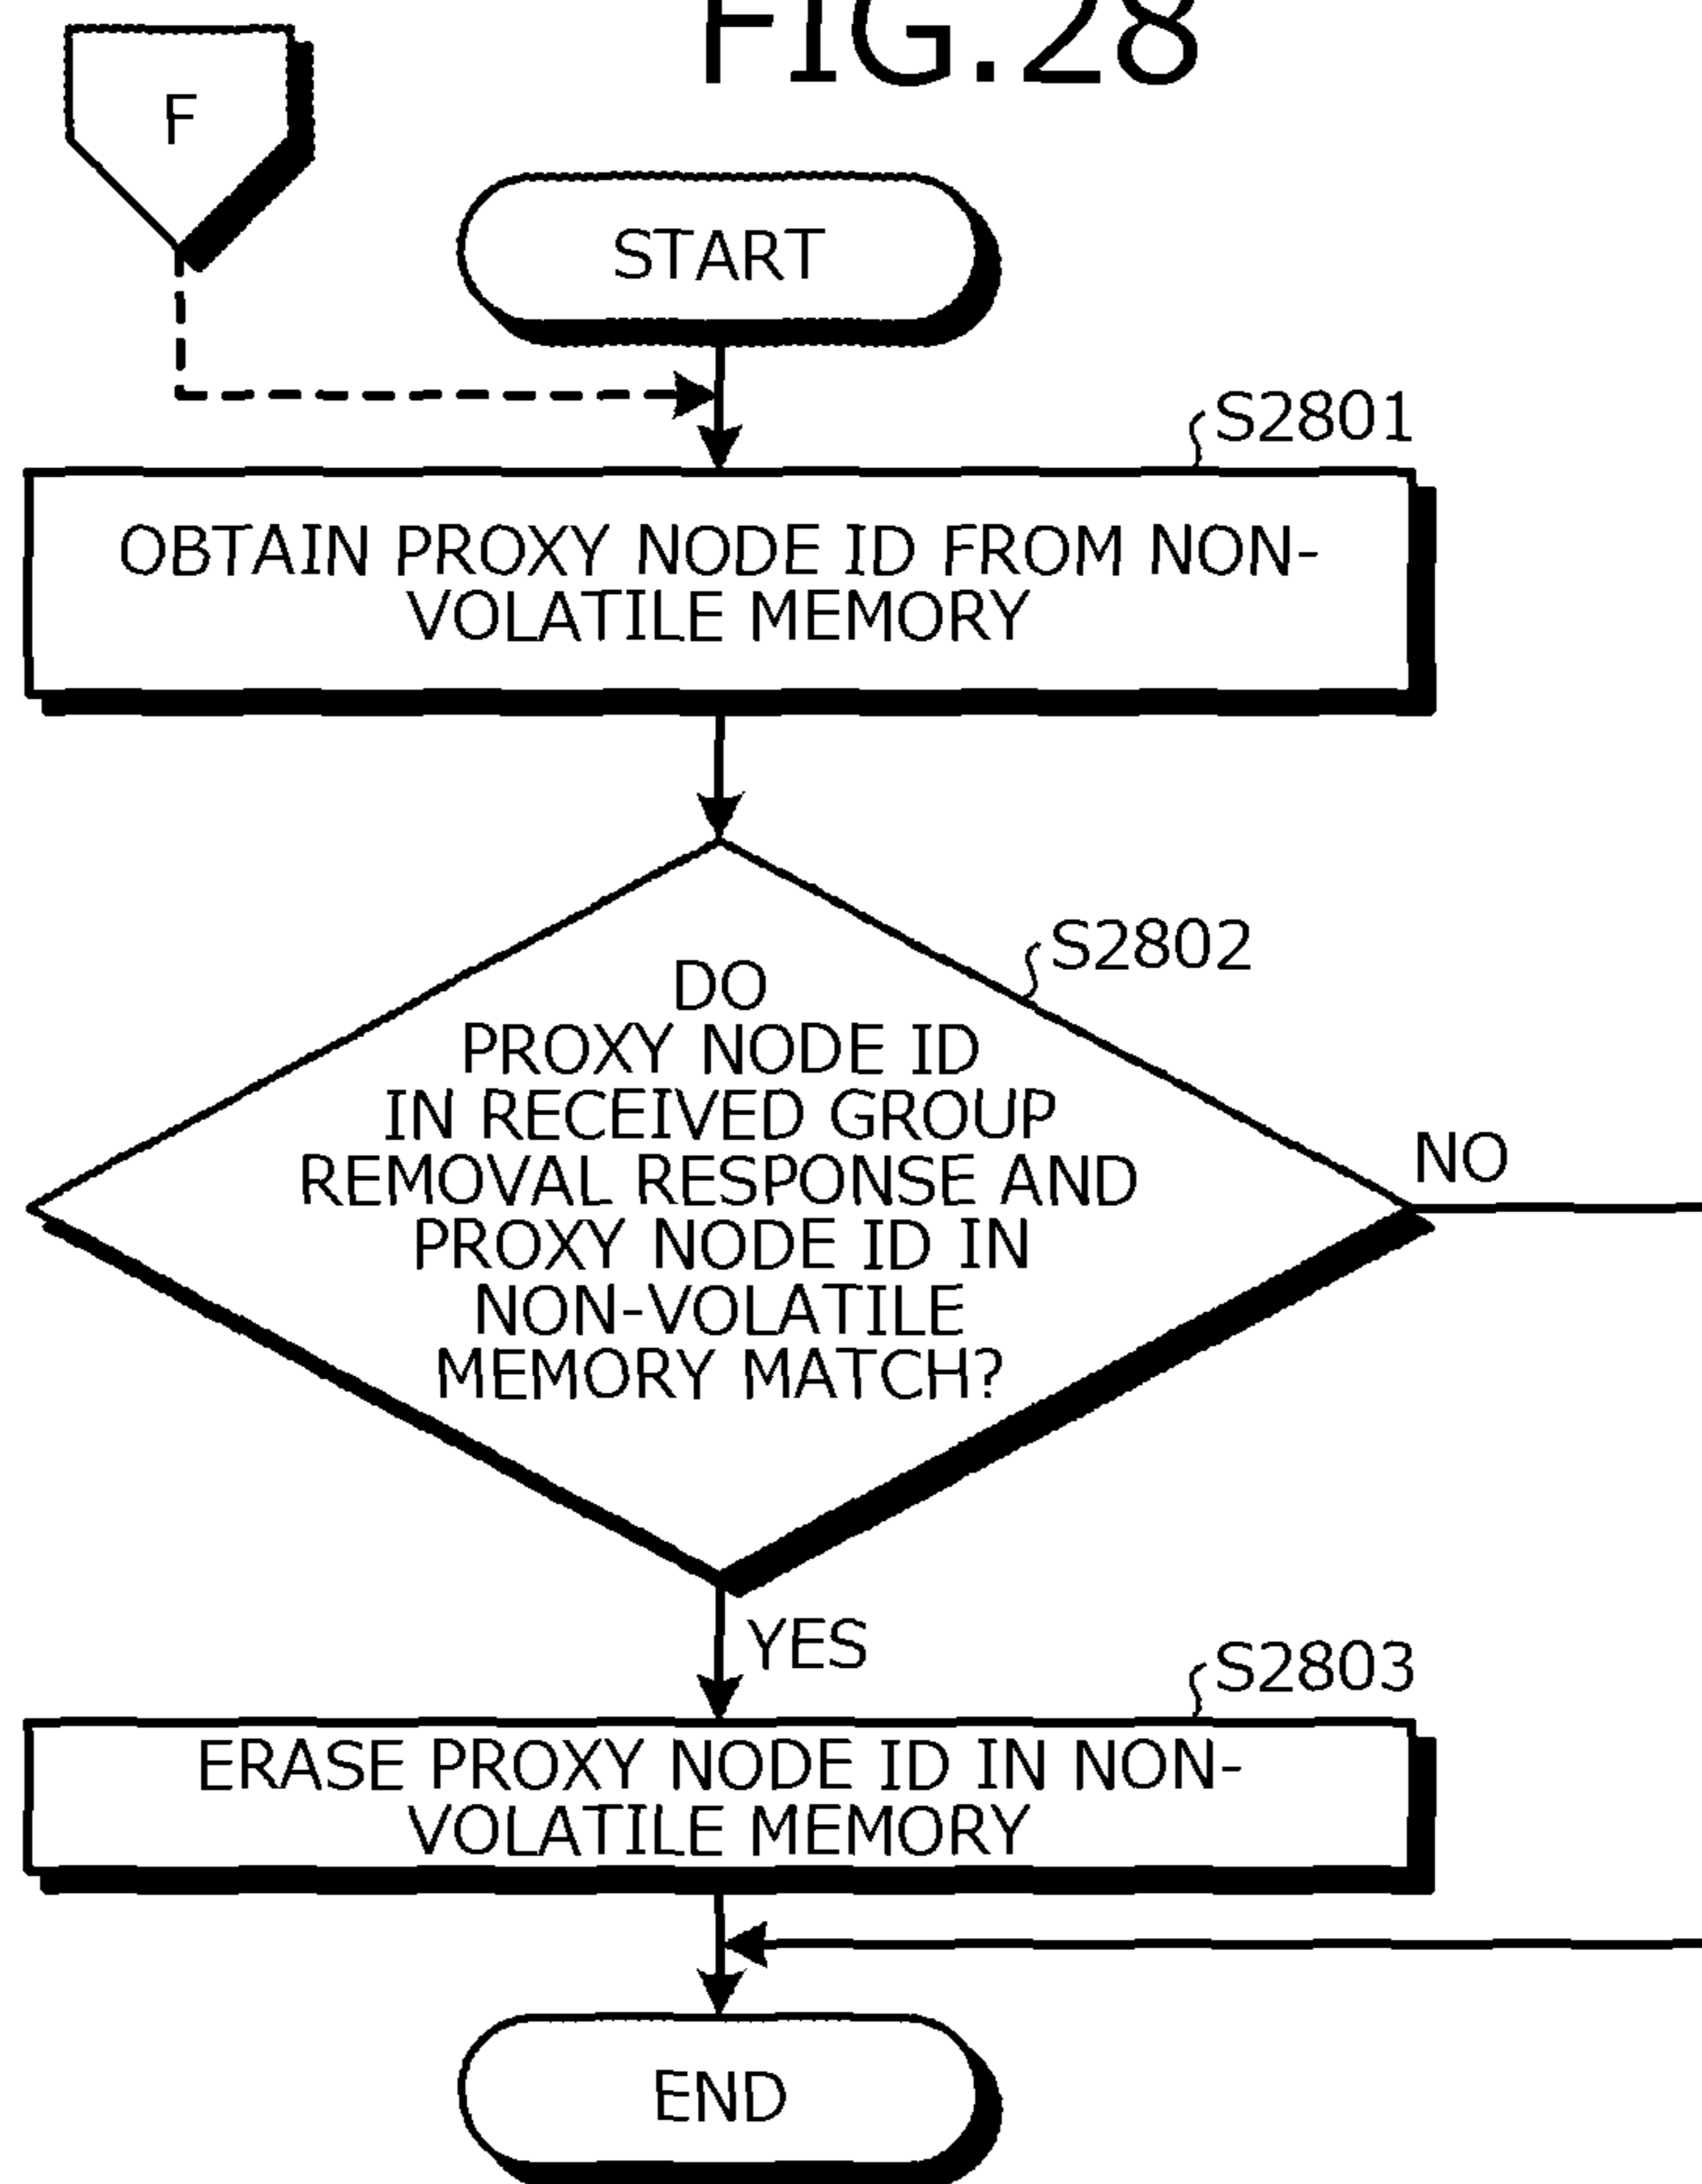 FIG.28
F
START
S2801
OBTAIN PROXY NODE ID FROM NON-
VOLATILE MEMORY
S2802
DO
PROXY NODE ID
IN RECEIVED GROUP
REMOVAL RESPONSE AND
PROXY NODE ID IN
NON-VOLATILE
MEMORY MATCH?
NO
YES
S2803
ERASE PROXY NODE ID IN NON-
VOLATILE MEMORY
END